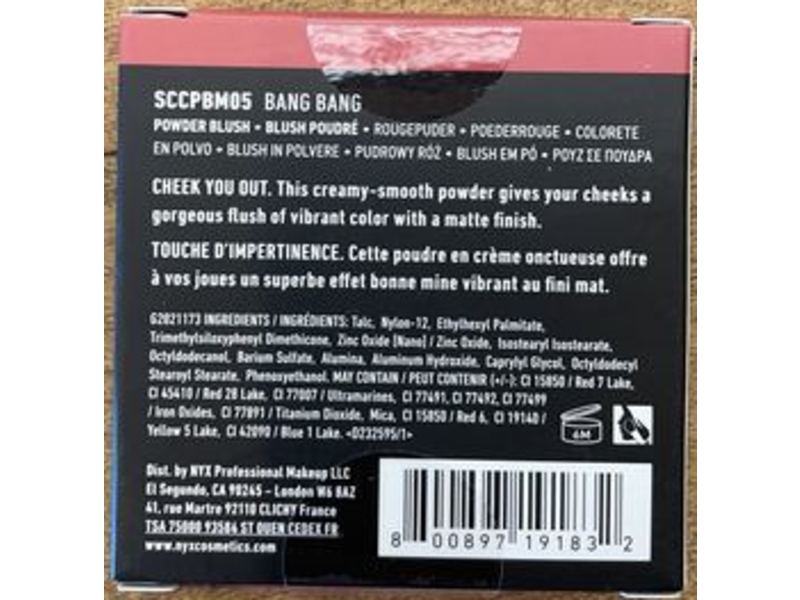 SCCPBM05 BANG BANG
POWDER BLUSH • BLUSH POUDRÉ • ROUGEPUDER • POEDERROUGE • COLORETE
EN POLVO • BLUSH IN POLVERE • PUDROWY RÓŻ • BLUSH EM PÓ • ΡΟΥΖ ΣΕ ΠΟΥΔΡΑ
CHEEK YOU OUT. This creamy-smooth powder gives your cheeks a
gorgeous flush of vibrant color with a matte finish.
TOUCHE D'IMPERTINENCE. Cette poudre en crème onctueuse offre
à vos joues un superbe effet bonne mine vibrant au fini mat.
G2021173 INGREDIENTS / INGRÉDIENTS: Talc, Nylon-12, Ethylhexyl Palmitate,
Trimethylsiloxyphenyl Dimethicone, Zinc Oxide [Nano] / Zinc Oxide, Isostearyl Isostearate,
Octyldodecanol, Barium Sulfate, Alumina, Aluminum Hydroxide, Caprylyl Glycol, Octyldodecyl
Stearoyl Stearate, Phenoxyethanol. MAY CONTAIN / PEUT CONTENIR (+/-): CI 15850 / Red 7 Lake,
CI 45410 / Red 28 Lake, CI 77007 / Ultramarines, CI 77491, CI 77492, CI 77499
/ Iron Oxides, CI 77891 / Titanium Dioxide, Mica, CI 15850 / Red 6, CI 19140 /
Yellow 5 Lake, CI 42090 / Blue 1 Lake. <D232595/1>
6M
Dist. by NYX Professional Makeup LLC
El Segundo, CA 90245 - London W6 8AZ
41, rue Martre 92110 CLICHY France
TSA 75000 93584 ST OUEN CEDEX FR
www.nyxcosmetics.com
8 00897 19183 2